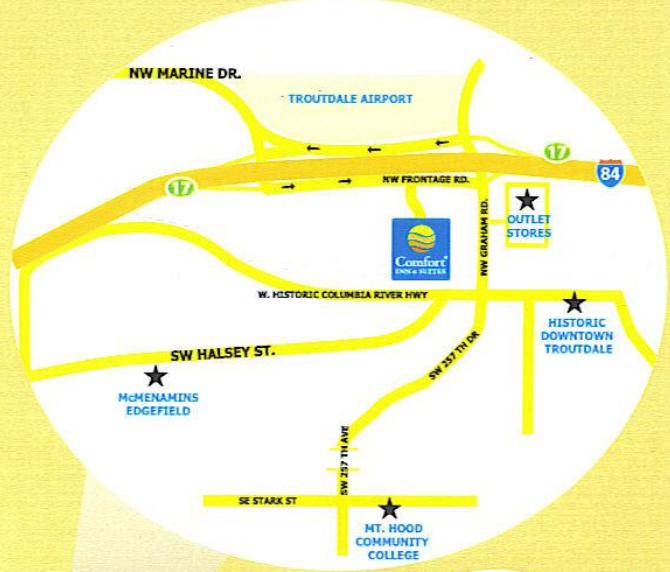 NW MARINE DR.
TROUTDALE AIRPORT
17
17
84
NW FRONTAGE RD.
OUTLET
STORES
NW GRAHAM RD.
Comfort
INN & SUITES
W. HISTORIC COLUMBIA RIVER HWY
HISTORIC
DOWNTOWN
TROUTDALE
SW HALSEY ST.
SW 257 TH DR
McMENAMINS
EDGEFIELD
SW 257 TH AVE
SE STARK ST
MT. HOOD
COMMUNITY
COLLEGE